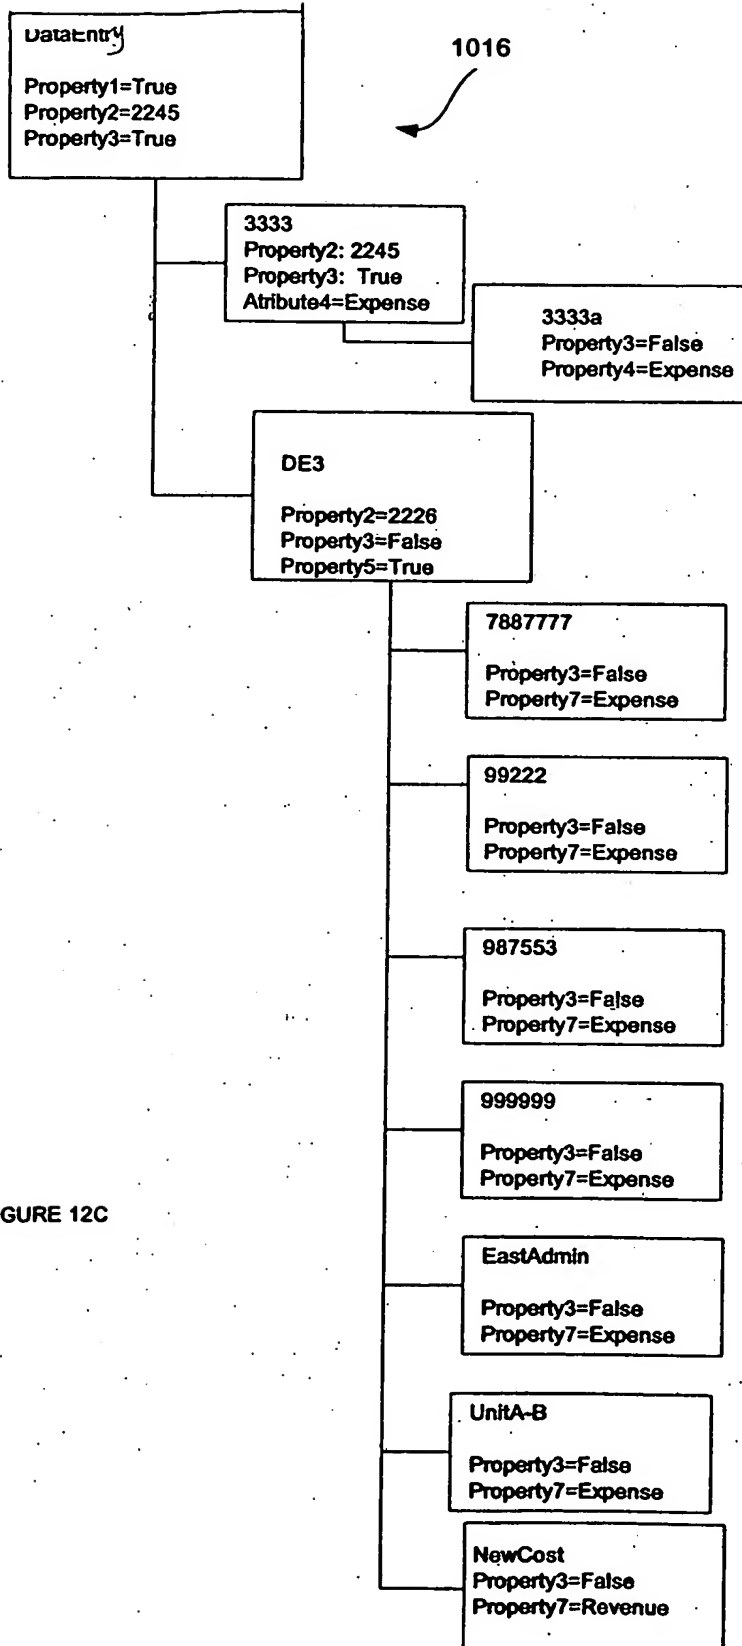 DataEntry
Property1=True
Property2=2245
Property3=True
1016
3333
Property2: 2245
Property3: True
Atribute4=Expense
3333a
Property3=False
Property4=Expense
DE3
Property2=2226
Property3=False
Property5=True
7887777
Property3=False
Property7=Expense
99222
Property3=False
Property7=Expense
987553
Property3=False
Property7=Expense
999999
Property3=False
Property7=Expense
GURE 12C
EastAdmin
Property3=False
Property7=Expense
UnitA-B
Property3=False
Property7=Expense
NewCost
Property3=False
Property7=Revenue